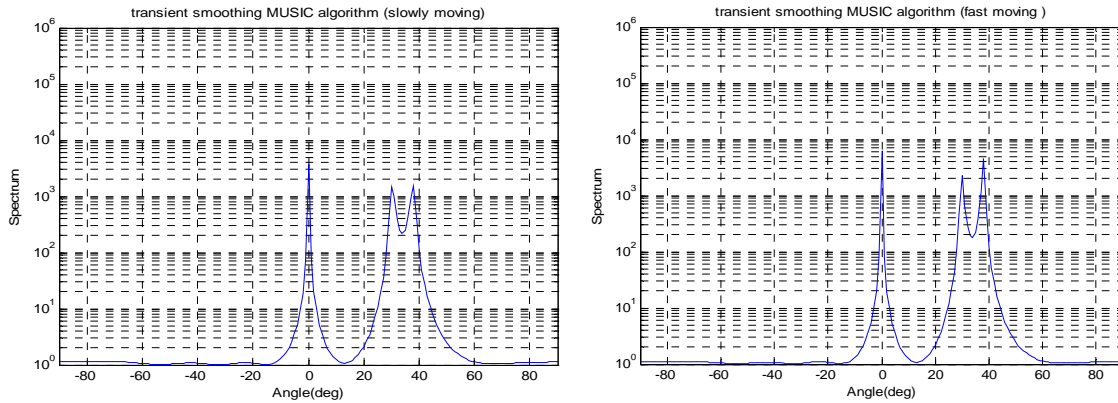 transient smoothing MUSIC algorithm (slowly moving)
10^6
10^5
10^4
10^3
10^2
10^1
10^0
Spectrum
-80 -60 -40 -20 0 20 40 60 80
Angle(deg)
transient smoothing MUSIC algorithm (fast moving )
10^6
10^5
10^4
10^3
10^2
10^1
10^0
Spectrum
-80 -60 -40 -20 0 20 40 60 80
Angle(deg)